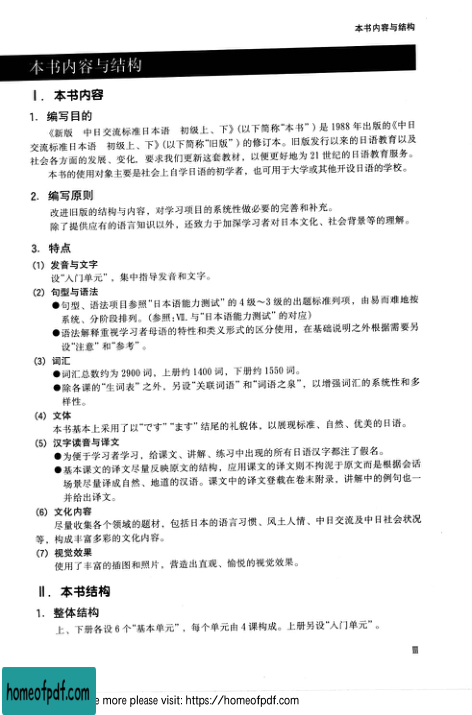 本书内容与结构
本书内容与结构
Ⅰ. 本书内容
1. 编写目的
《新版 中日交流标准日本语 初级上、下》(以下简称"本书")是1988年出版的《中日
交流标准日本语 初级上、下》(以下简称"旧版")的修订本。旧版发行以来的日语教育以及
社会各方面的发展、变化,要求我们更新这套教材,以便更好地为21世纪的日语教育服务。
本书的使用对象主要是社会上自学日语的初学者,也可用于大学或其他开设日语的学校。
2. 编写原则
改进旧版的结构与内容,对学习项目的系统性做必要的完善和补充。
除了提供应有的语言知识以外,还致力于加深学习者对日本文化、社会背景等的理解。
3. 特点
(1) 发音与文字
设"入门单元",集中指导发音和文字。
(2) 句型与语法
●句型、语法项目参照"日本语能力测试"的4级～3级的出题标准列项,由易而难地按
系统、分阶段排列。(参照:Ⅶ.与"日本语能力测试"的对应)
●语法解释重视学习者母语的特性和类义形式的区分使用,在基础说明之外根据需要另
设"注意"和"参考"。
(3) 词汇
●词汇总数约为2900词,上册约1400词,下册约1550词。
●除各课的"生词表"之外,另设"关联词语"和"词语之泉",以增强词汇的系统性和多
样性。
(4) 文体
本书基本上采用了以"です""ます"结尾的礼貌体,以展现标准、自然、优美的日语。
(5) 汉字读音与译文
●为便于学习者学习,给课文、讲解、练习中出现的所有日语汉字都注了假名。
●基本课文的译文尽量反映原文的结构,应用课文的译文则不拘泥于原文而是根据会话
场景尽量译成自然、地道的汉语。课文中的译文登载在卷末附录,讲解中的例句也一
并给出译文。
(6) 文化内容
尽量收集各个领域的题材,包括日本的语言习惯、风土人情、中日交流及中日社会状况
等,构成丰富多彩的文化内容。
(7) 视觉效果
使用了丰富的插图和照片,营造出直观、愉悦的视觉效果。
Ⅱ. 本书结构
1. 整体结构
上、下册各设6个"基本单元",每个单元由4课构成。上册另设"入门单元"。
Ⅲ
homeofpdf.com
e more please visit: https://homeofpdf.com